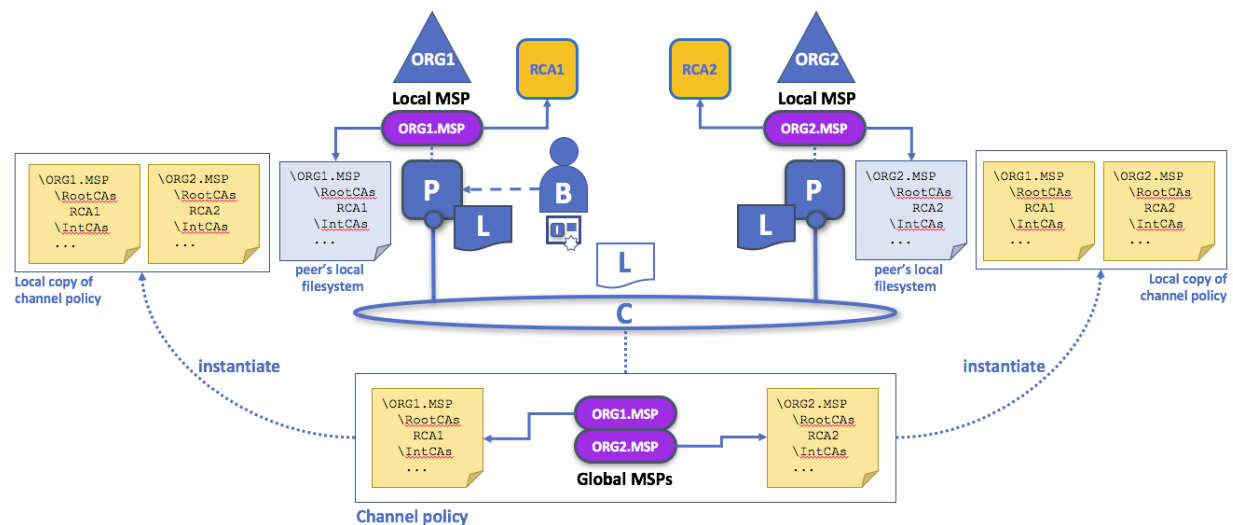 ORG1
RCA1
RCA2
ORG2
Local MSP
Local MSP
ORG1.MSP
ORG2.MSP
\ORG1.MSP
\RootCAs
RCA1
\IntCAs
...
\ORG2.MSP
\RootCAs
RCA2
\IntCAs
...
Local copy of
channel policy
\ORG1.MSP
\RootCAs
RCA1
\IntCAs
...
peer's local
filesystem
P
L
B
L
P
L
\ORG2.MSP
\RootCAs
RCA2
\IntCAs
...
peer's local
filesystem
\ORG1.MSP
\RootCAs
RCA1
\IntCAs
...
\ORG2.MSP
\RootCAs
RCA2
\IntCAs
...
Local copy of
channel policy
C
instantiate
instantiate
\ORG1.MSP
\RootCAs
RCA1
\IntCAs
...
ORG1.MSP
ORG2.MSP
Global MSPs
\ORG2.MSP
\RootCAs
RCA2
\IntCAs
...
Channel policy